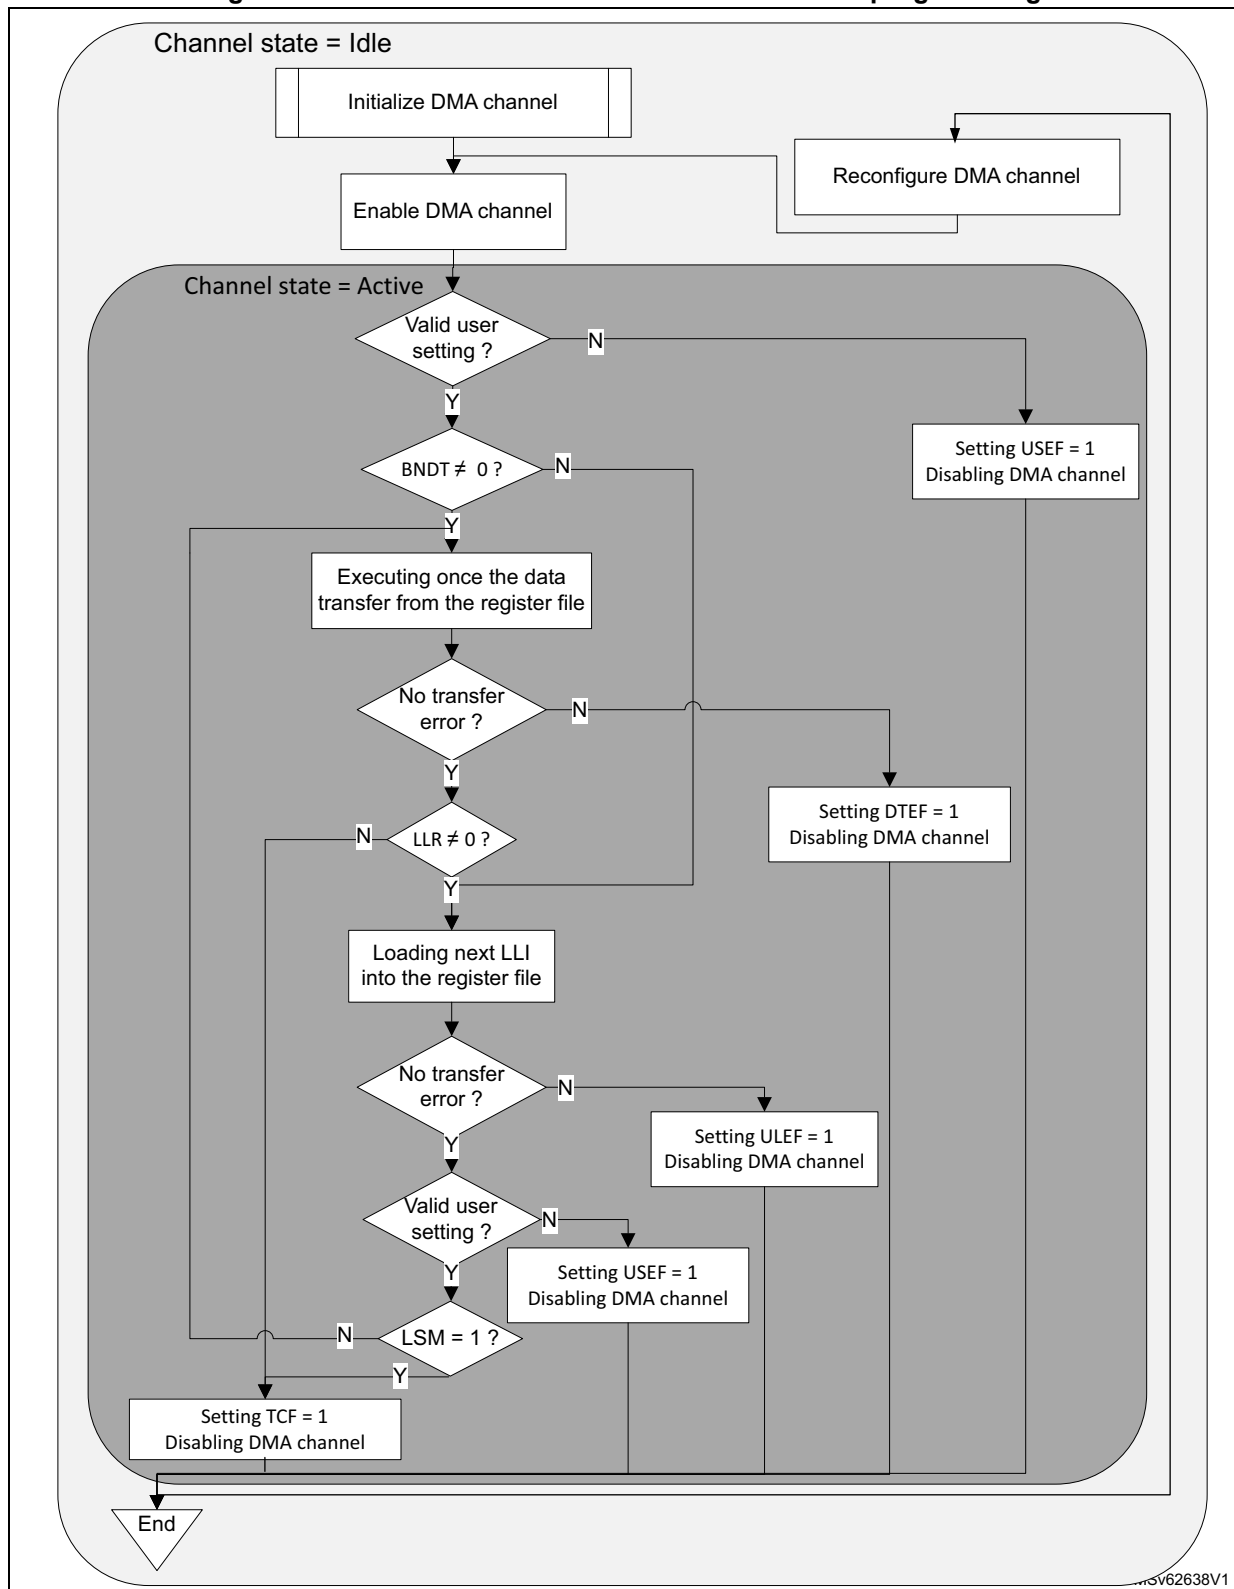 Channel state = Idle
Initialize DMA channel
Reconfigure DMA channel
Enable DMA channel
Channel state = Active
Valid user
setting ?
N
Y
Setting USEF = 1
Disabling DMA channel
BNDT ≠ 0 ?
N
Y
Executing once the data
transfer from the register file
No transfer
error ?
N
Y
Setting DTEF = 1
Disabling DMA channel
N
LLR ≠ 0 ?
Y
Loading next LLI
into the register file
No transfer
error ?
N
Setting ULEF = 1
Disabling DMA channel
Y
Valid user
setting ?
N
Setting USEF = 1
Disabling DMA channel
Y
N
LSM = 1 ?
Y
Setting TCF = 1
Disabling DMA channel
End
MSv62638V1